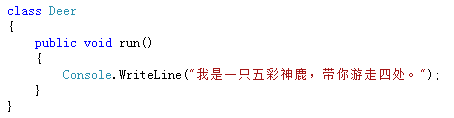 class Deer
{
    public void run()
    {
        Console.WriteLine("我是一只五彩神鹿，带你游走四处。");
    }
}